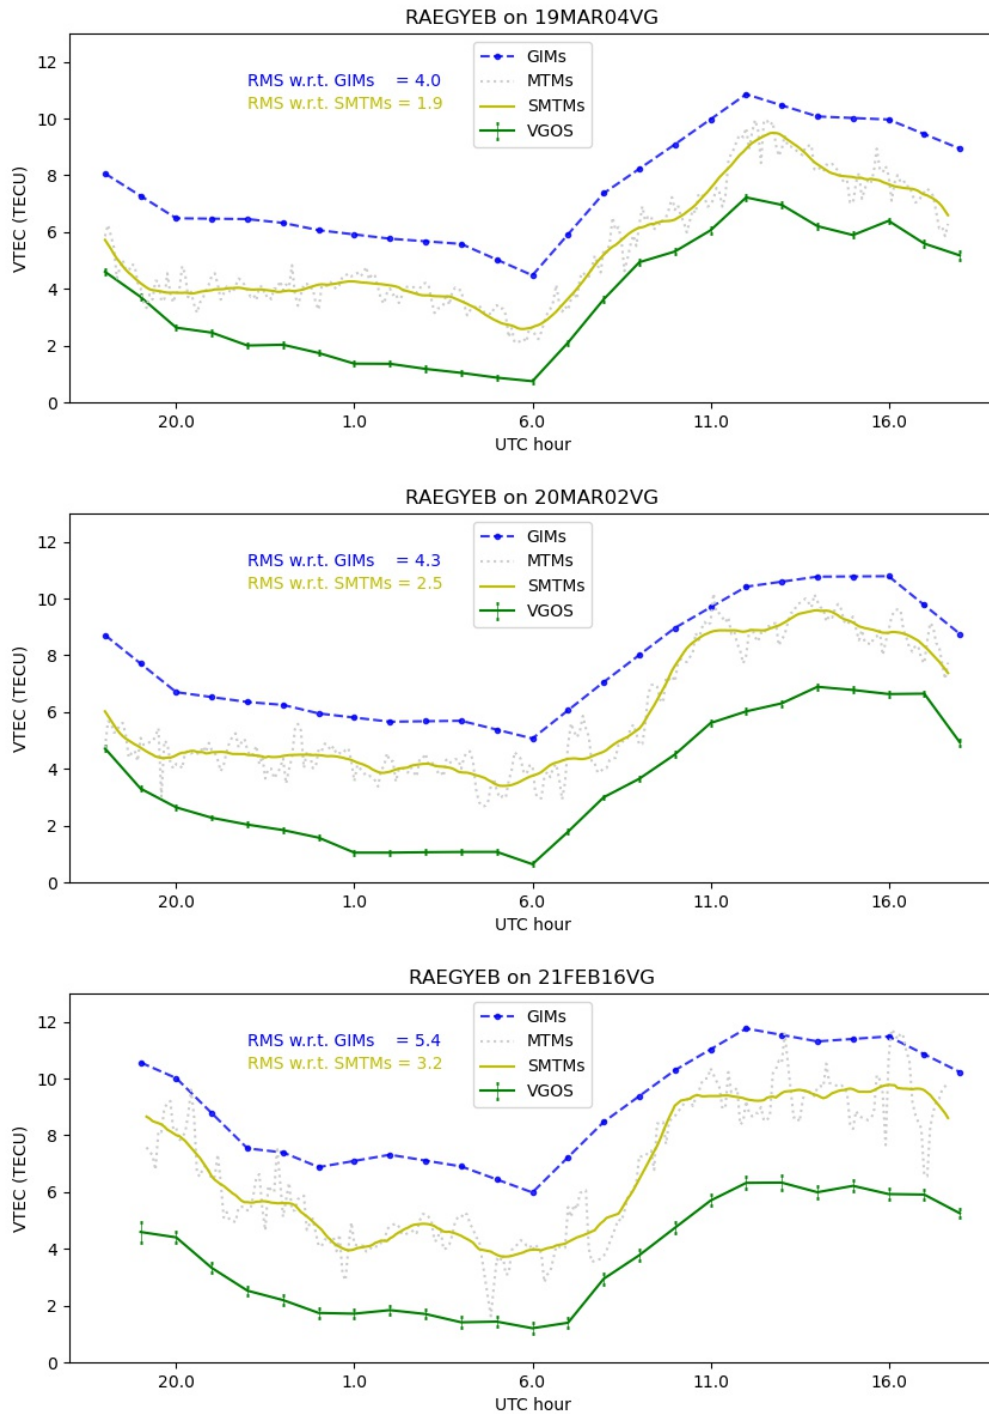 RAEGYEB on 19MAR04VG
RMS w.r.t. GIMs = 4.0
RMS w.r.t. SMTMs = 1.9
GIMs
MTMs
SMTMs
VGOS
VTEC (TECU)
12
10
8
6
4
2
0
20.0 1.0 6.0 11.0 16.0
UTC hour
RAEGYEB on 20MAR02VG
RMS w.r.t. GIMs = 4.3
RMS w.r.t. SMTMs = 2.5
GIMs
MTMs
SMTMs
VGOS
VTEC (TECU)
12
10
8
6
4
2
0
20.0 1.0 6.0 11.0 16.0
UTC hour
RAEGYEB on 21FEB16VG
RMS w.r.t. GIMs = 5.4
RMS w.r.t. SMTMs = 3.2
GIMs
MTMs
SMTMs
VGOS
VTEC (TECU)
12
10
8
6
4
2
0
20.0 1.0 6.0 11.0 16.0
UTC hour